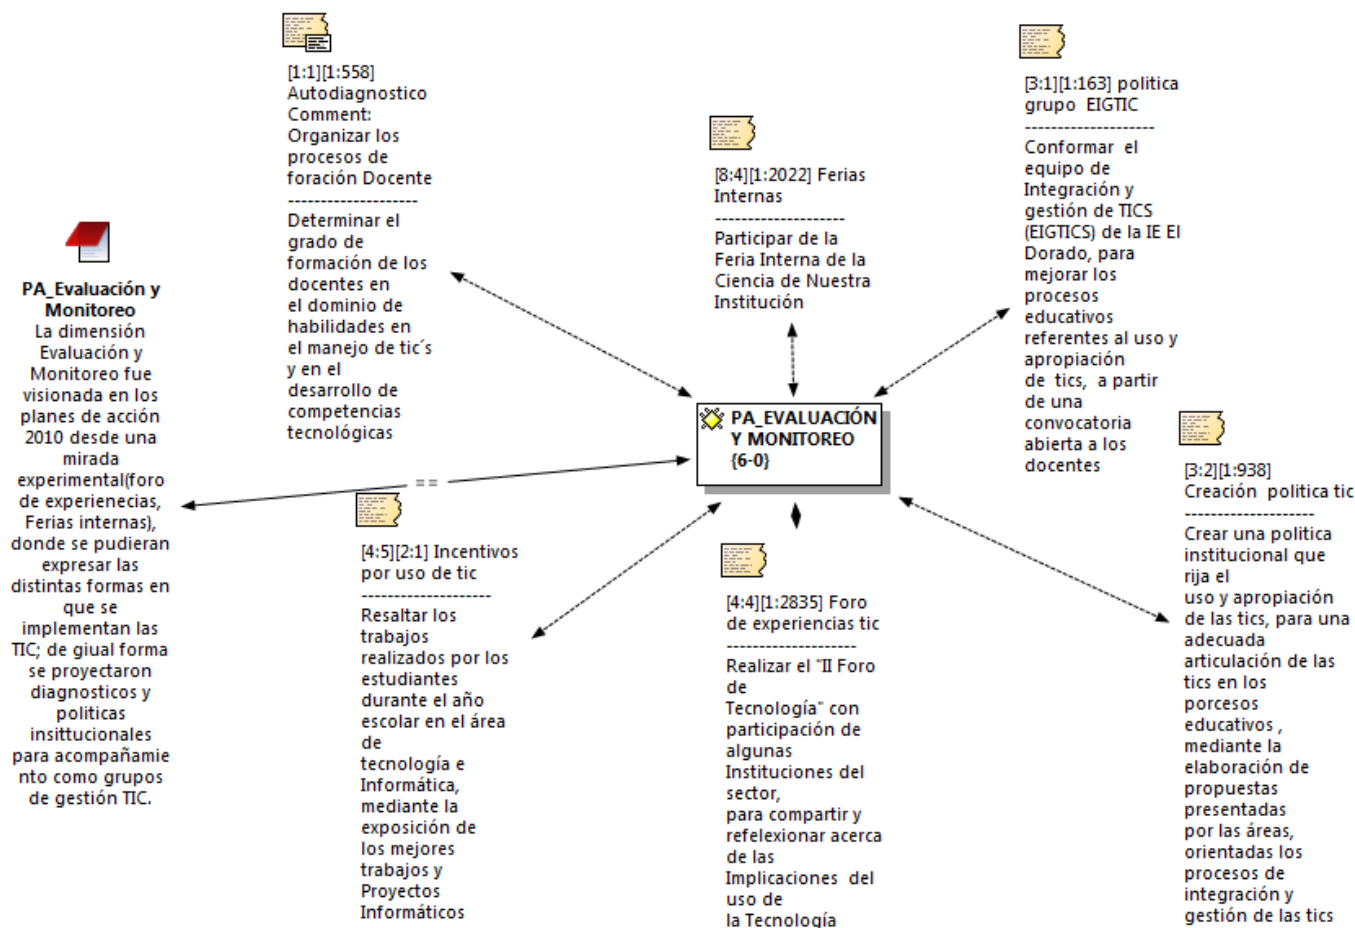 [1:1][1:558]
Autodiagnostico
Comment:
Organizar los
procesos de
foración Docente
--------------------
Determinar el
grado de
formación de los
docentes en
el dominio de
habilidades en
el manejo de tic´s
y en el
desarrollo de
competencias
tecnológicas
[8:4][1:2022] Ferias
Internas
--------------------
Participar de la
Feria Interna de la
Ciencia de Nuestra
Institución
[3:1][1:163] politica
grupo EIGTIC
--------------------
Conformar el
equipo de
Integración y
gestión de TICS
(EIGTICS) de la IE El
Dorado, para
mejorar los
procesos
educativos
referentes al uso y
apropiación
de tics, a partir
de una
convocatoria
abierta a los
docentes
PA_Evaluación y
Monitoreo
La dimensión
Evaluación y
Monitoreo fue
visionada en los
planes de acción
2010 desde una
mirada
experimental(foro
de experienecias,
Ferias internas),
donde se pudieran
expresar las
distintas formas en
que se
implementan las
TIC; de giual forma
se proyectaron
diagnosticos y
politicas
insittucionales
para acompañamie
nto como grupos
de gestión TIC.
PA_EVALUACIÓN
Y MONITOREO
{6-0}
==
[4:5][2:1] Incentivos
por uso de tic
--------------------
Resaltar los
trabajos
realizados por los
estudiantes
durante el año
escolar en el área
de
tecnología e
Informática,
mediante la
exposición de
los mejores
trabajos y
Proyectos
Informáticos
[4:4][1:2835] Foro
de experiencias tic
--------------------
Realizar el "II Foro
de
Tecnología" con
participación de
algunas
Instituciones del
sector,
para compartir y
refelexionar acerca
de las
Implicaciones del
uso de
la Tecnología
[3:2][1:938]
Creación politica tic
--------------------
Crear una politica
institucional que
rija el
uso y apropiación
de las tics, para una
adecuada
articulación de las
tics en los
porcesos
educativos ,
mediante la
elaboración de
propuestas
presentadas
por las áreas,
orientadas los
procesos de
integración y
gestión de las tics